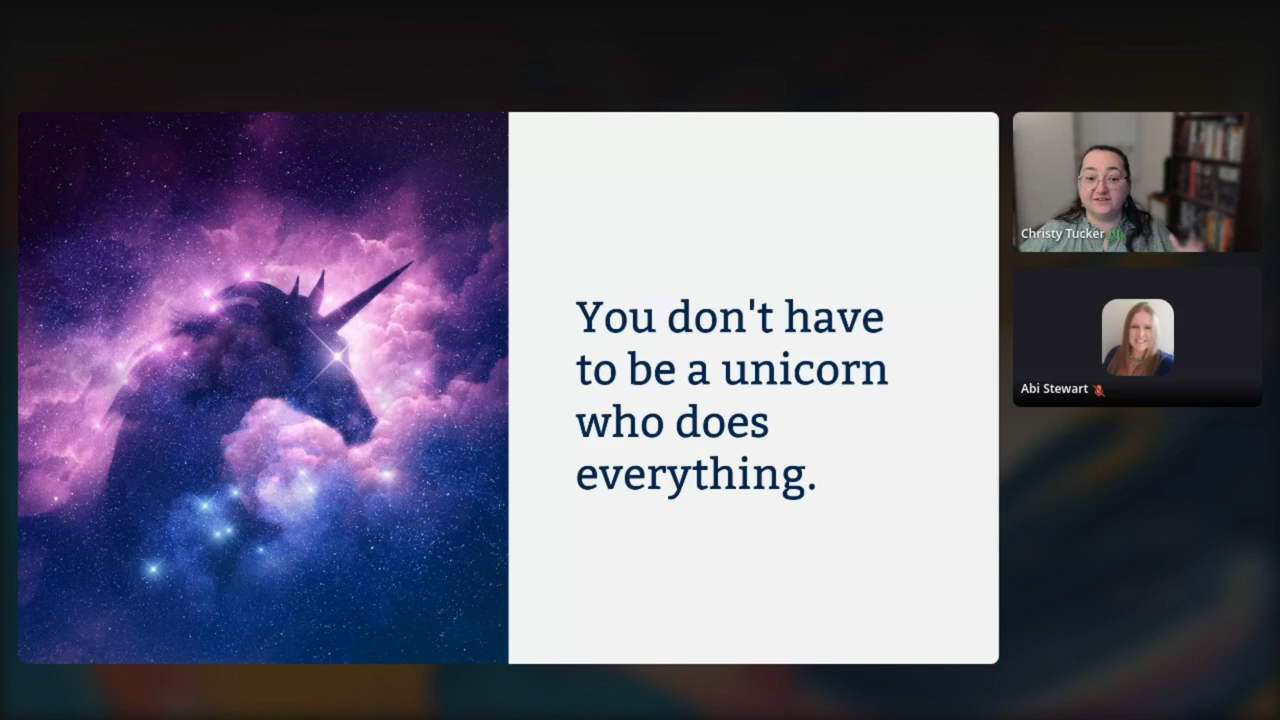 You don't have
to be a unicorn
who does
everything.
Christy Tucker
Abi Stewart